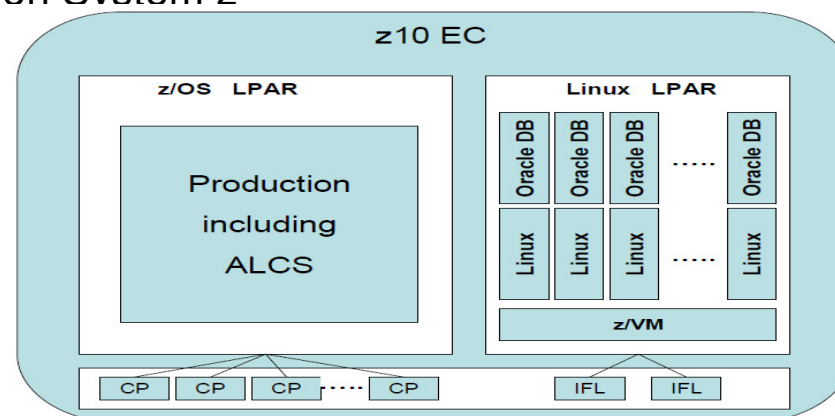 z10 EC
z/OS LPAR
Production
including
ALCS
CP CP CP ..... CP
Linux LPAR
Oracle DB Oracle DB Oracle DB ..... Oracle DB
Linux Linux Linux ..... Linux
z/VM
IFL IFL